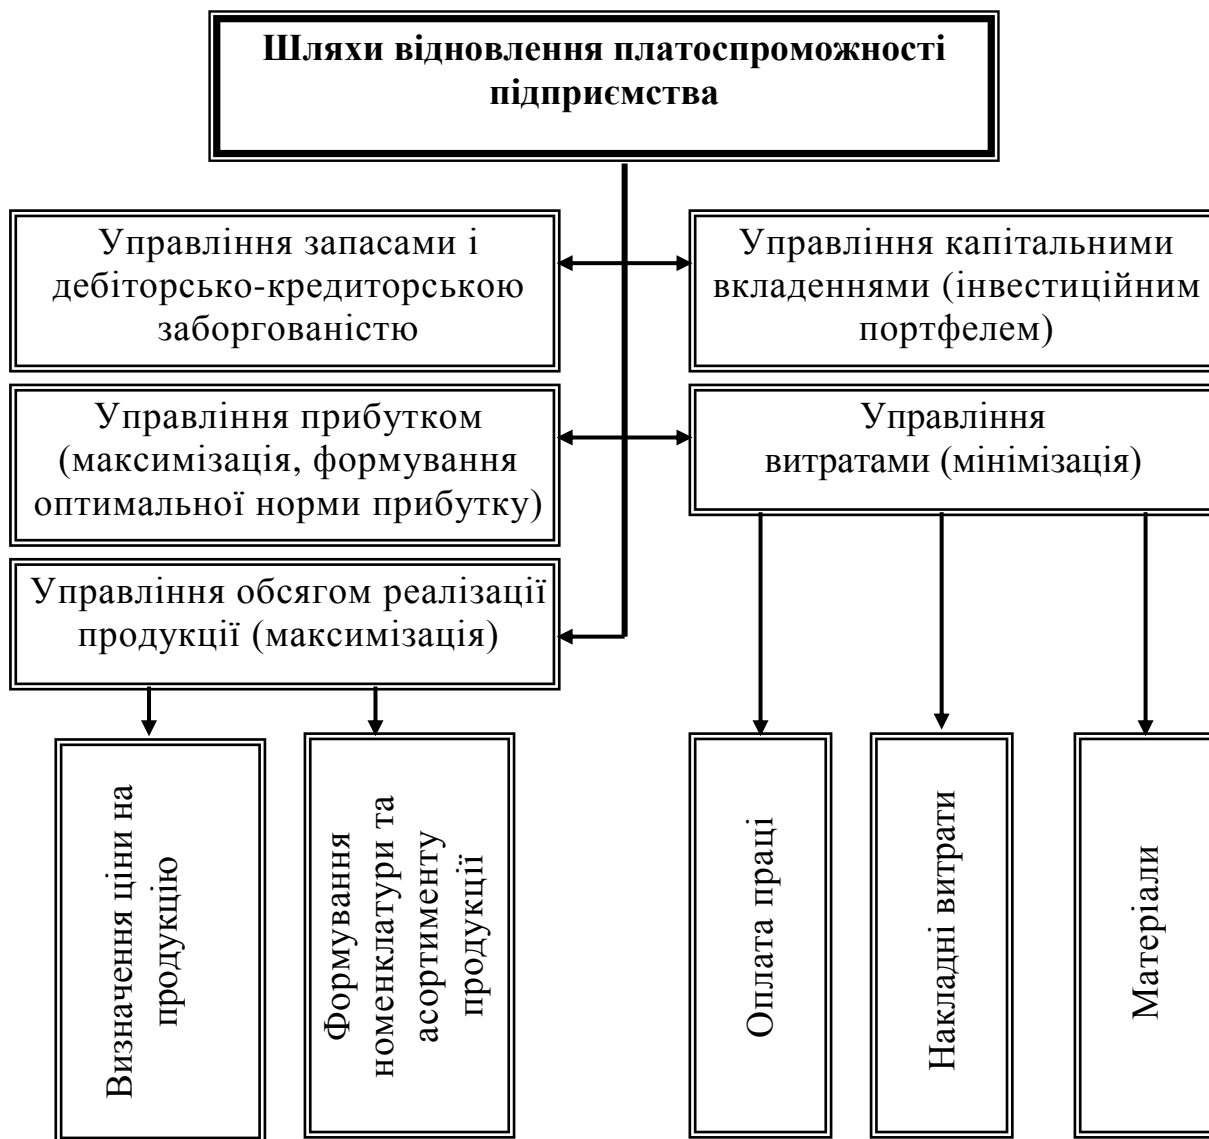 Шляхи відновлення платоспроможності
підприємства
Управління запасами і
дебіторсько-кредиторською
заборгованістю
Управління капітальними
вкладеннями (інвестиційним
портфелем)
Управління прибутком
(максимізація, формування
оптимальної норми прибутку)
Управління
витратами (мінімізація)
Управління обсягом реалізації
продукції (максимізація)
Визначення ціни на
продукцію
Формування
номенклатури та
асортименту
продукції
Оплата праці
Накладні витрати
Матеріали